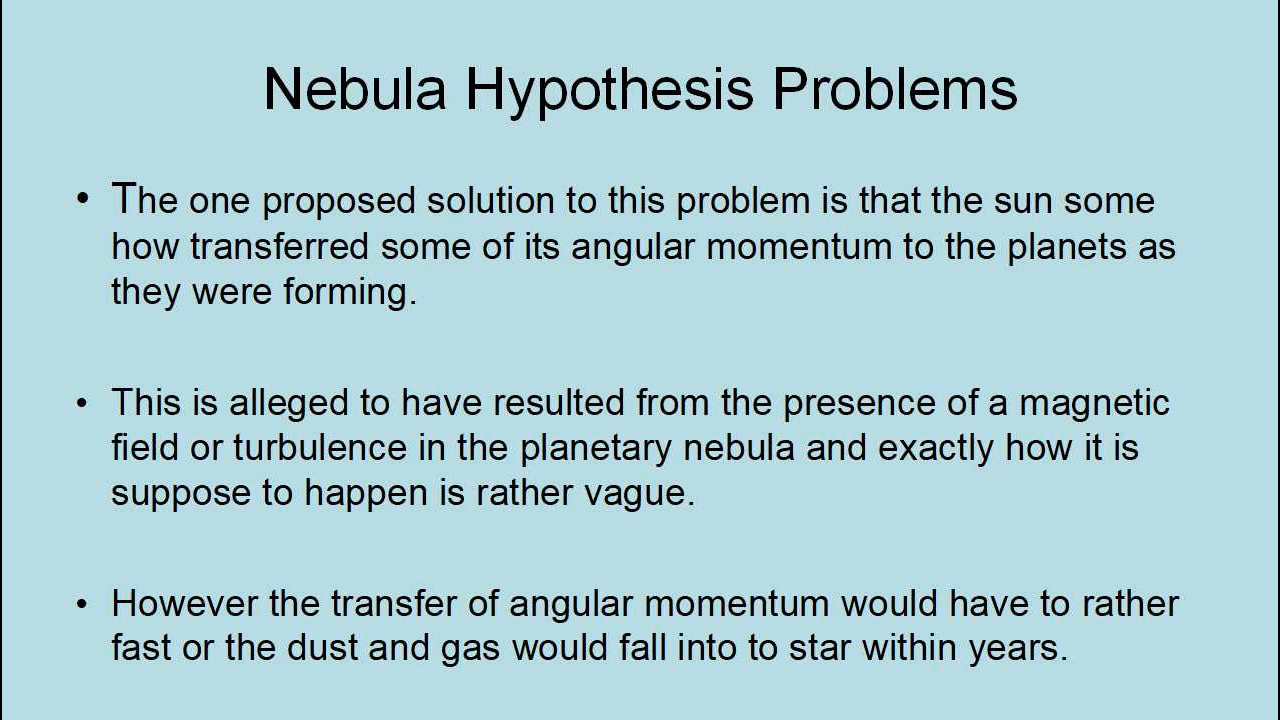 Nebula Hypothesis Problems
• The one proposed solution to this problem is that the sun some
how transferred some of its angular momentum to the planets as
they were forming.
• This is alleged to have resulted from the presence of a magnetic
field or turbulence in the planetary nebula and exactly how it is
suppose to happen is rather vague.
• However the transfer of angular momentum would have to rather
fast or the dust and gas would fall into to star within years.